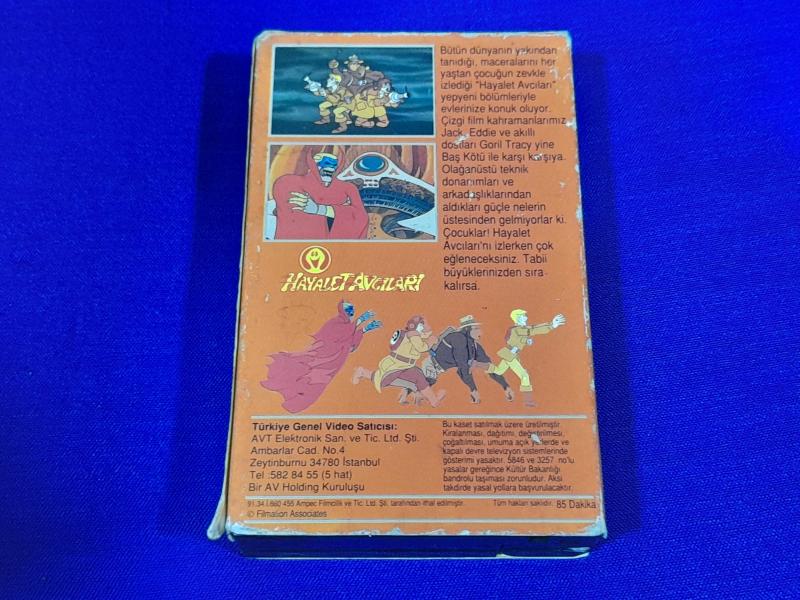 Bütün dünyanın yakından
tanıdığı, maceralarını her
yaştan çocuğun zevkle
izlediği "Hayalet Avcıları"
yepyeni bölümleriyle
evlerinize konuk oluyor.
Çizgi film kahramanlarımız
Jack, Eddie ve akıllı
dostları Goril Tracy yine
Baş Kötü ile karşı karşıya.
Olağanüstü teknik
donanımları ve
arkadaşlıklarından
aldıkları güçle nelerin
üstesinden gelmiyorlar ki.
Çocuklar! Hayalet
Avcıları'nı izlerken çok
eğleneceksiniz. Tabii
büyüklerinizden sıra
kalırsa.
HAYALET AVCILARI
Türkiye Genel Video Satıcısı:
AVT Elektronik San. ve Tic. Ltd. Şti.
Ambarlar Cad. No.4
Zeytinburnu 34780 İstanbul
Tel :582 84 55 (5 hat)
Bir AV Holding Kuruluşu
Bu kaset satılmak üzere üretilmiştir.
Kiralanması, dağıtımı, değiştirilmesi,
çoğaltılması, umuma açık yerlerde ve
kapalı devre televizyon sistemlerinde
gösterimi yasaktır. 5846 ve 3257 no'lu
yasalar gereğince Kültür Bakanlığı
bandrolu taşıması zorunludur. Aksi
takdirde yasal yollara başvurulacaktır.
91.34.I.860 455 Ampec Filmcilik ve Tic. Ltd. Şti. tarafından ithal edilmiştir. Tüm hakları saklıdır. 85 Dakika
© Filmation Associates